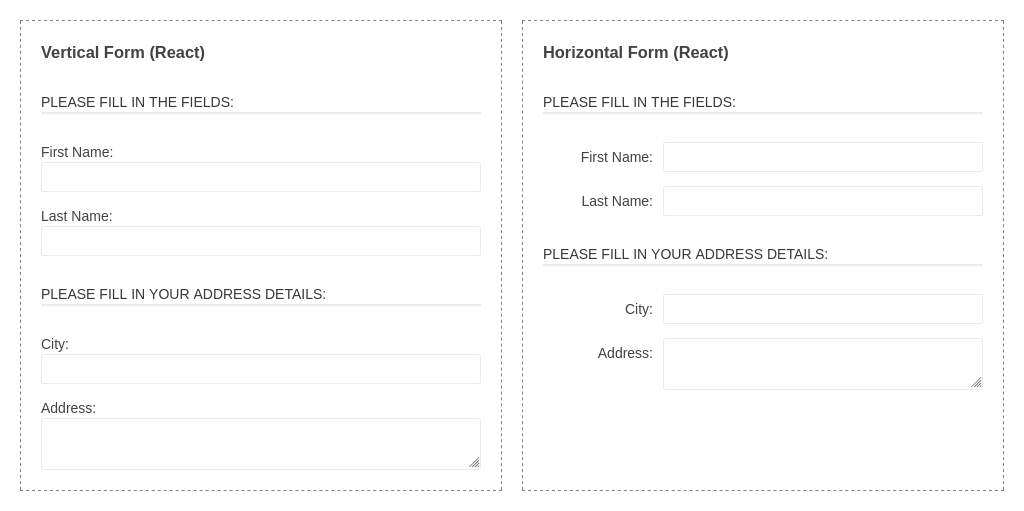 Vertical Form (React)
PLEASE FILL IN THE FIELDS:
First Name:
Last Name:
PLEASE FILL IN YOUR ADDRESS DETAILS:
City:
Address:
Horizontal Form (React)
PLEASE FILL IN THE FIELDS:
First Name:
Last Name:
PLEASE FILL IN YOUR ADDRESS DETAILS:
City:
Address: